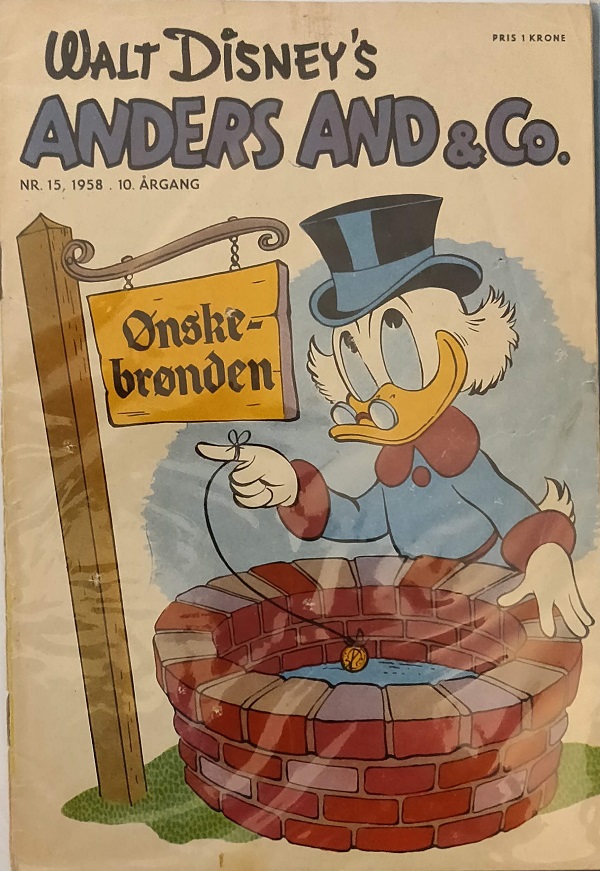 WALT DISNEY'S
PRIS 1 KRONE
ANDERS AND & Co.
NR. 15, 1958 . 10. ÅRGANG
Ønske-
brønden